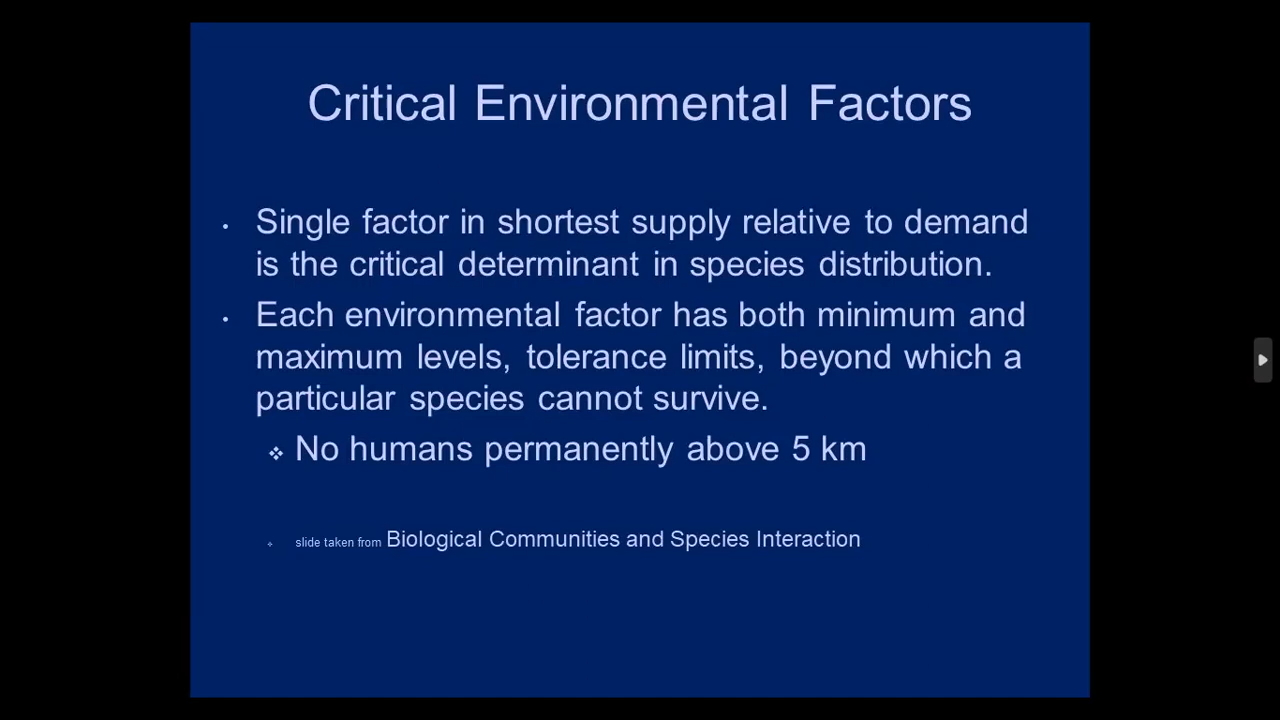 Critical Environmental Factors
• Single factor in shortest supply relative to demand
is the critical determinant in species distribution.
• Each environmental factor has both minimum and
maximum levels, tolerance limits, beyond which a
particular species cannot survive.
❖ No humans permanently above 5 km
❖ slide taken from Biological Communities and Species Interaction